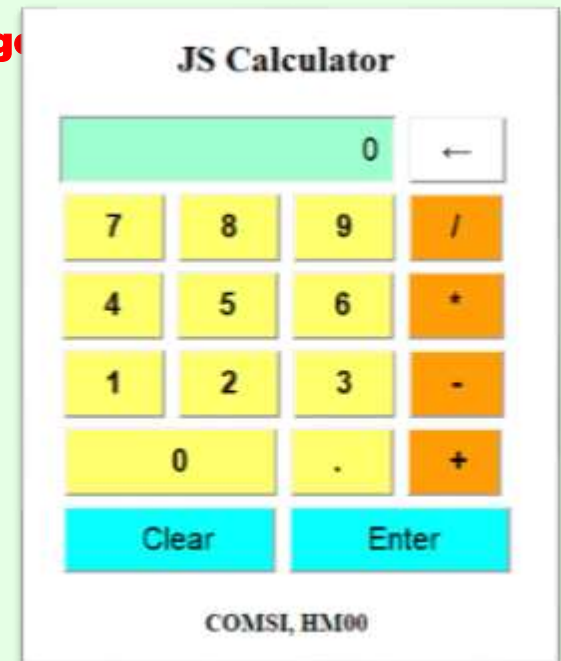 JS Calculator
0 ←
7 8 9 /
4 5 6 *
1 2 3 -
0 . +
Clear Enter
COMSI, HM00